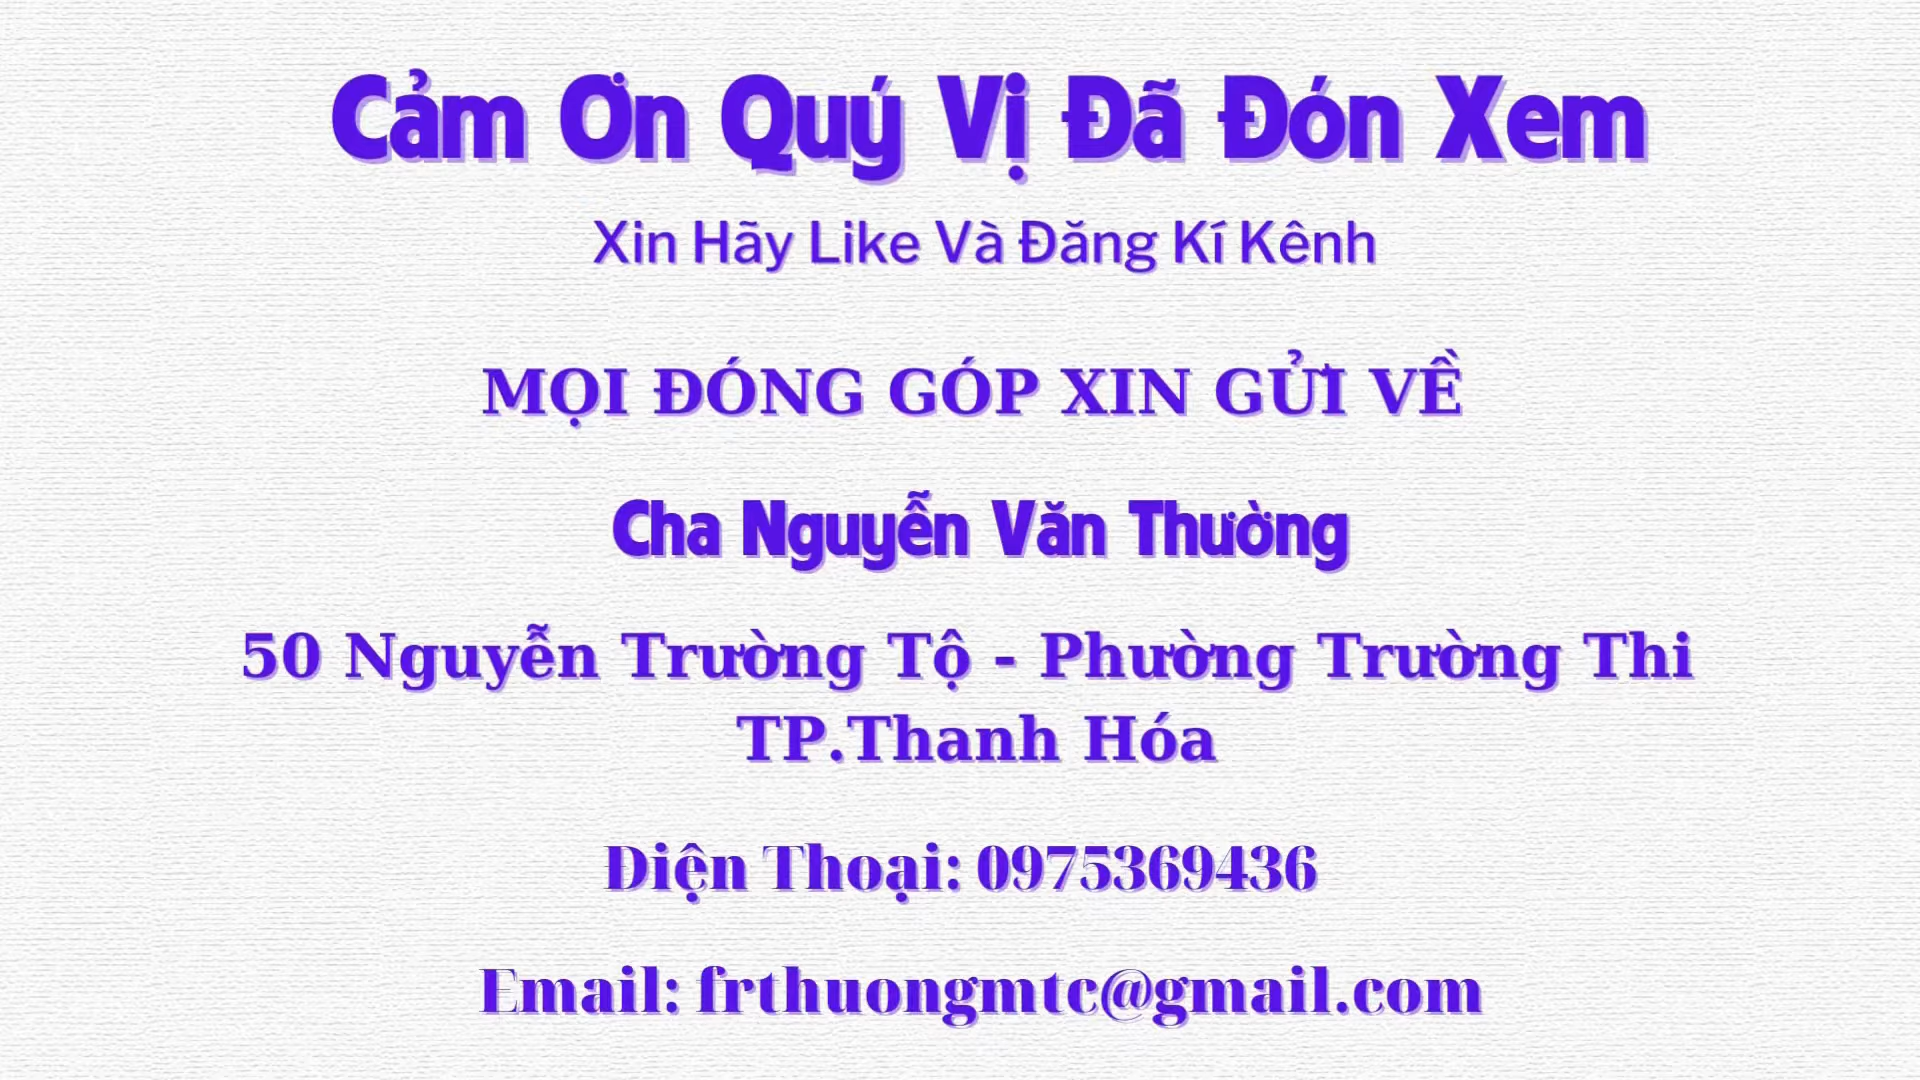 Cảm Ơn Quý Vị Đã Đón Xem
Xin Hãy Like Và Đăng Kí Kênh
MỌI ĐÓNG GÓP XIN GỬI VỀ
Cha Nguyễn Văn Thường
50 Nguyễn Trường Tộ - Phường Trường Thi
TP.Thanh Hóa
Điện Thoại: 0975369436
Email: frthuongmtc@gmail.com